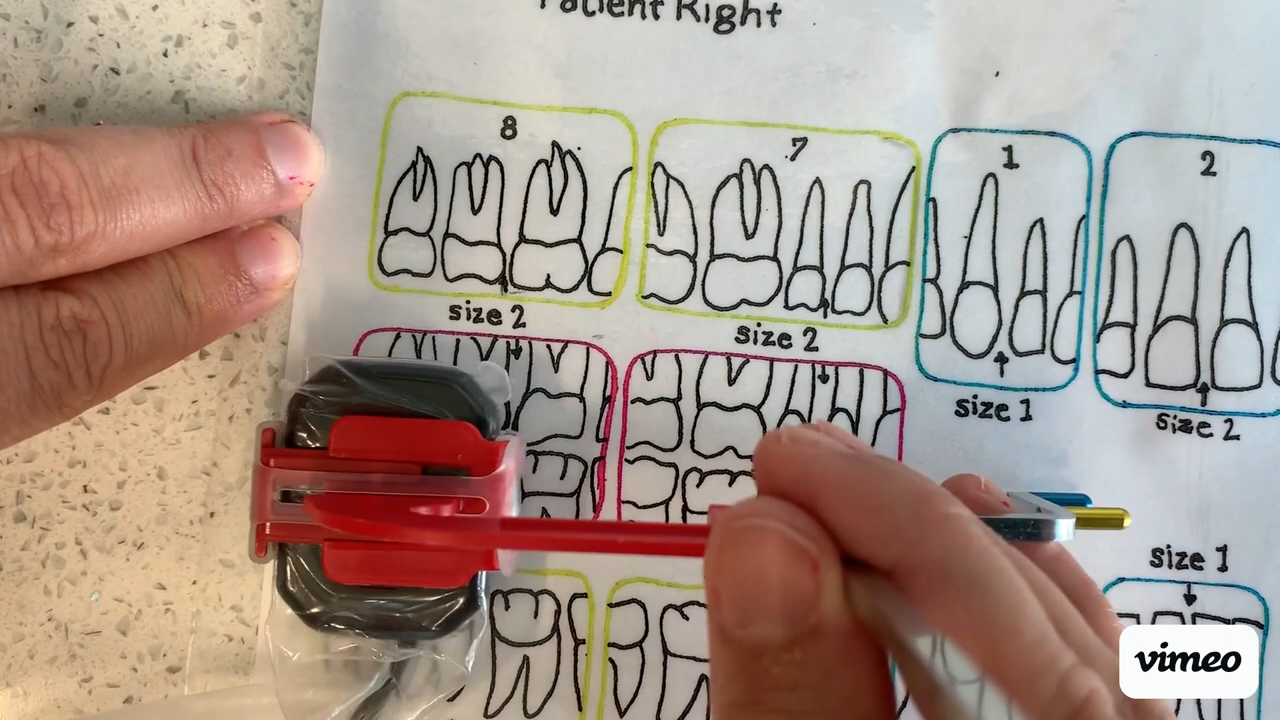 Patient Right
8
7
1
2
size 2
size 2
size 1
size 2
size 1
vimeo